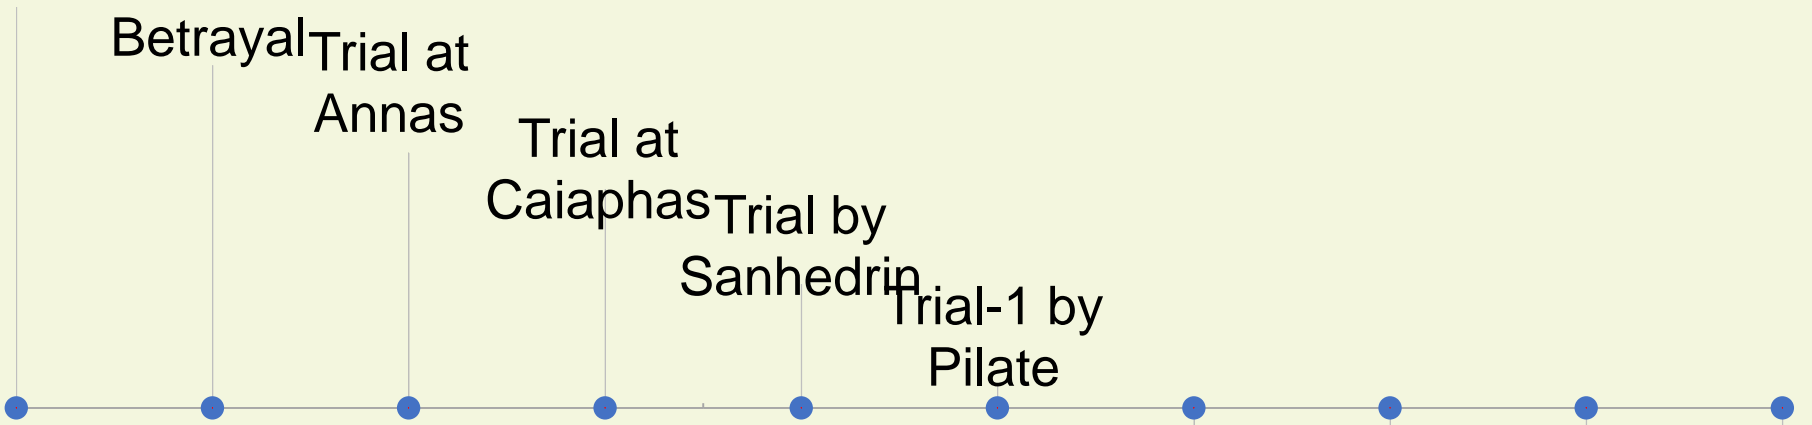 Betrayal
Trial at
Annas
Trial at
Caiaphas
Trial by
Sanhedrin
Trial-1 by
Pilate